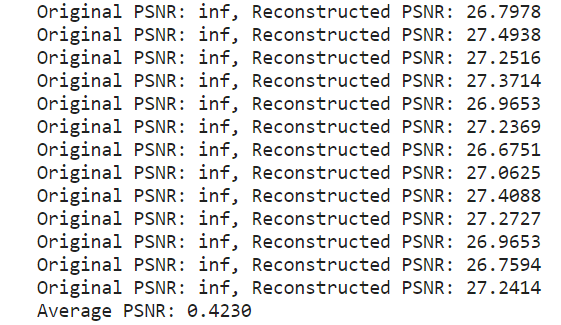 Original PSNR: inf, Reconstructed PSNR: 26.7978
Original PSNR: inf, Reconstructed PSNR: 27.4938
Original PSNR: inf, Reconstructed PSNR: 27.2516
Original PSNR: inf, Reconstructed PSNR: 27.3714
Original PSNR: inf, Reconstructed PSNR: 26.9653
Original PSNR: inf, Reconstructed PSNR: 27.2369
Original PSNR: inf, Reconstructed PSNR: 26.6751
Original PSNR: inf, Reconstructed PSNR: 27.0625
Original PSNR: inf, Reconstructed PSNR: 27.4088
Original PSNR: inf, Reconstructed PSNR: 27.2727
Original PSNR: inf, Reconstructed PSNR: 26.9653
Original PSNR: inf, Reconstructed PSNR: 26.7594
Original PSNR: inf, Reconstructed PSNR: 27.2414
Average PSNR: 0.4230